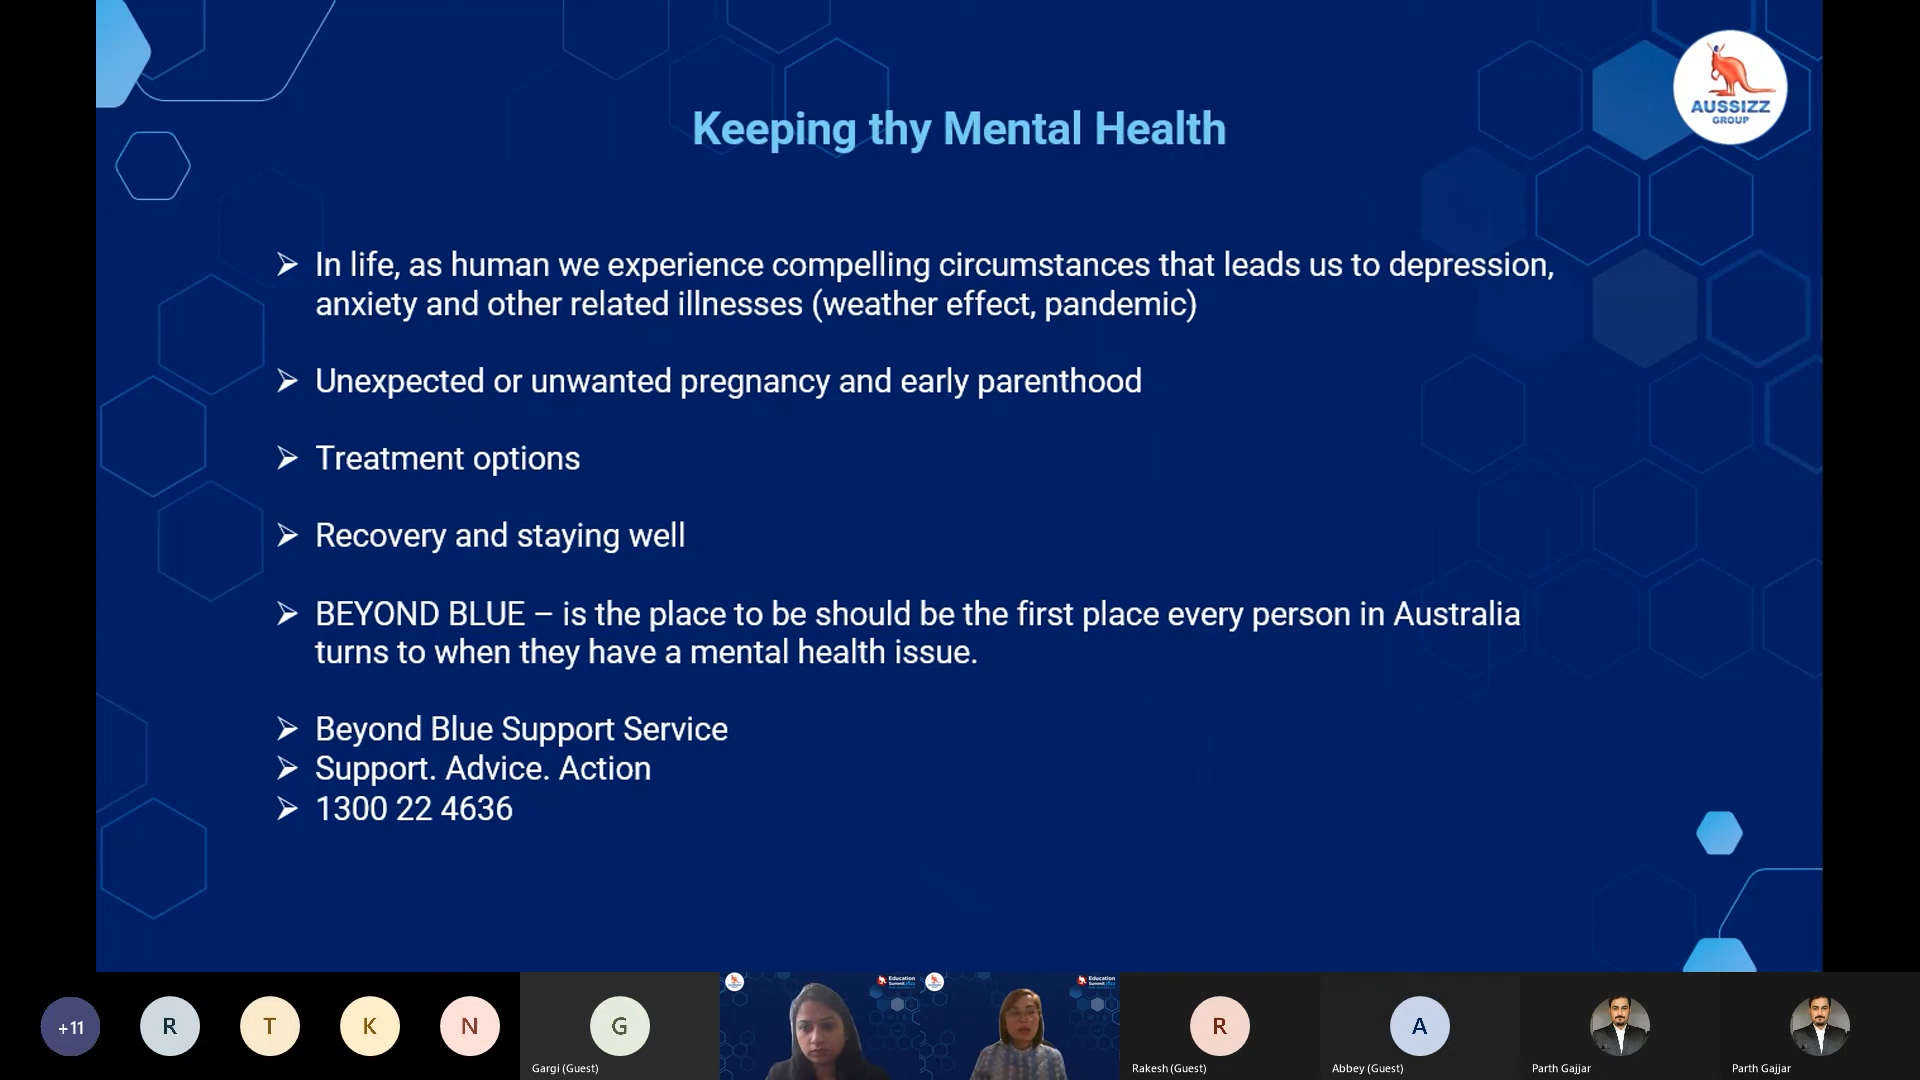 AUSSIZZ
GROUP
Keeping thy Mental Health
➢ In life, as human we experience compelling circumstances that leads us to depression,
anxiety and other related illnesses (weather effect, pandemic)
➢ Unexpected or unwanted pregnancy and early parenthood
➢ Treatment options
➢ Recovery and staying well
➢ BEYOND BLUE – is the place to be should be the first place every person in Australia
turns to when they have a mental health issue.
➢ Beyond Blue Support Service
➢ Support. Advice. Action
➢ 1300 22 4636
+11
R
T
K
N
G
Gargi (Guest)
Education
Summit
Education
Summit
R
Rakesh (Guest)
A
Abbey (Guest)
Parth Gajjar
Parth Gajjar